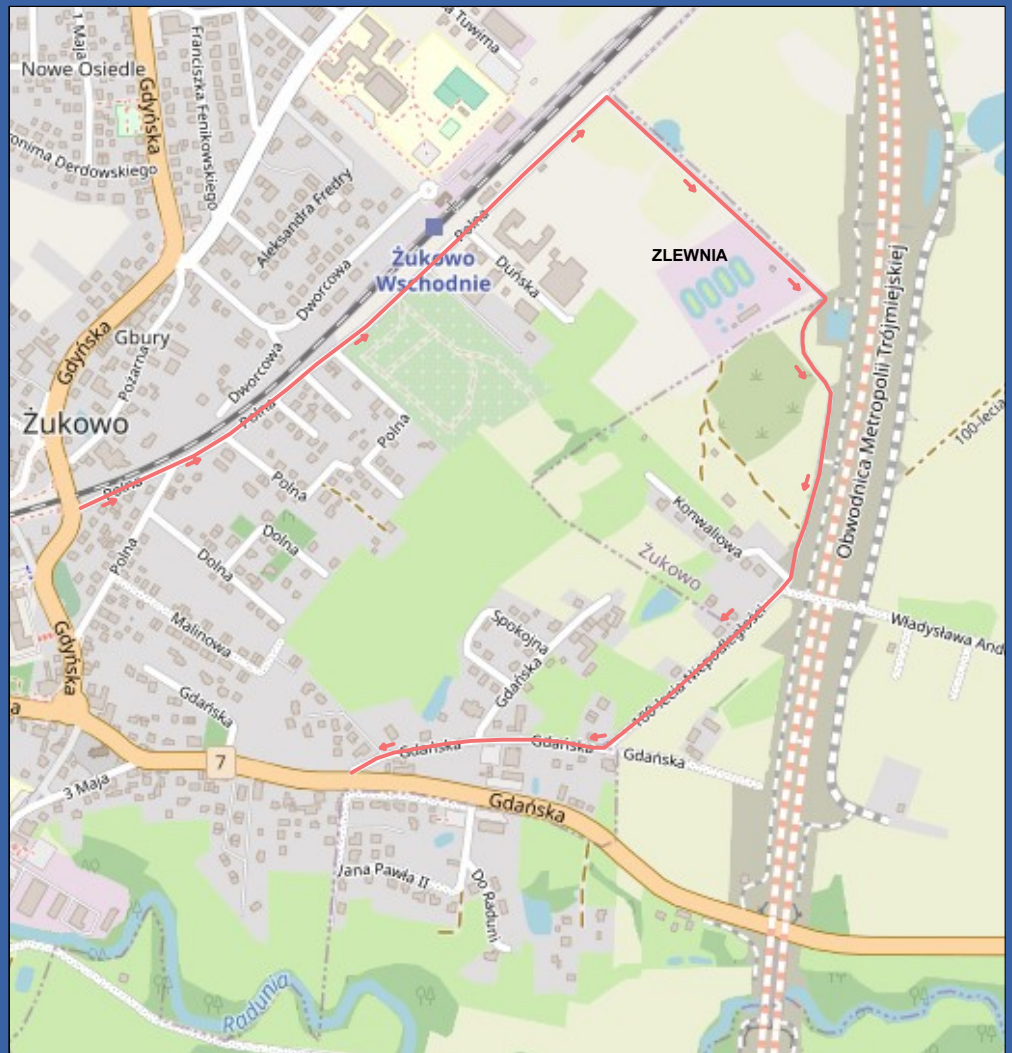 a Tuwima
1 Maja
Nowe Osiedle
Franciszka Fenikowskiego
Gdyńska
ronima Derdowskiego
Aleksandra Fredry
Polna
Żukowo
Wschodnie
ZLEWNIA
Duńska
Dworcowa
Obwodnica Metropolii Trójmiejskiej
Gdyńska
Gbury
Pożarna
Dworcowa
Żukowo
Polna
Polna
100-lecia
Polna
Polna
Konwaliowa
Dolna
Polna
Dolna
Żukowo
Malinowa
Spokojna
Władysława And
Gdyńska
100-lecia Niepodległości
Gdańska
Gdańska
a
Gdańska
Gdańska
Gdańska
7
3 Maja
Gdańska
Jana Pawła II
Do Raduni
Radunia